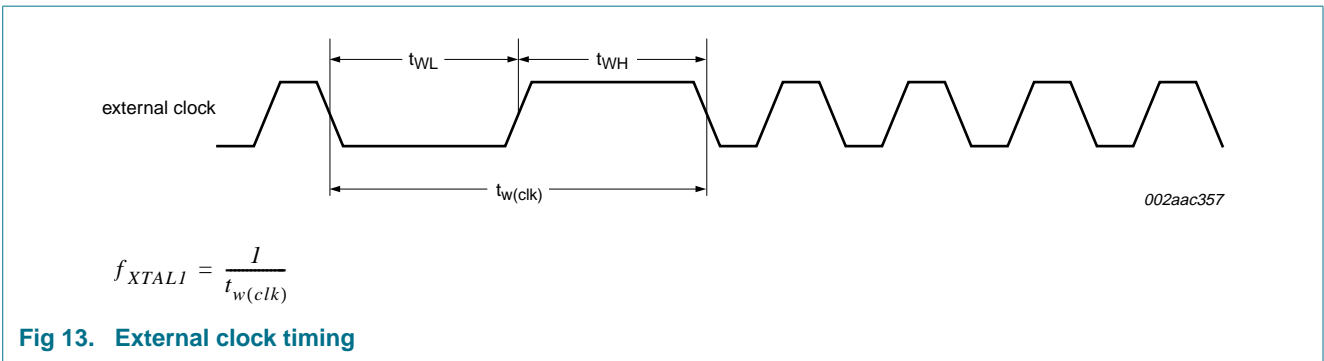 t_WL
t_WH
external clock
t_w(clk)
002aac357
f_XTAL1 = 1 / t_w(clk)
Fig 13. External clock timing